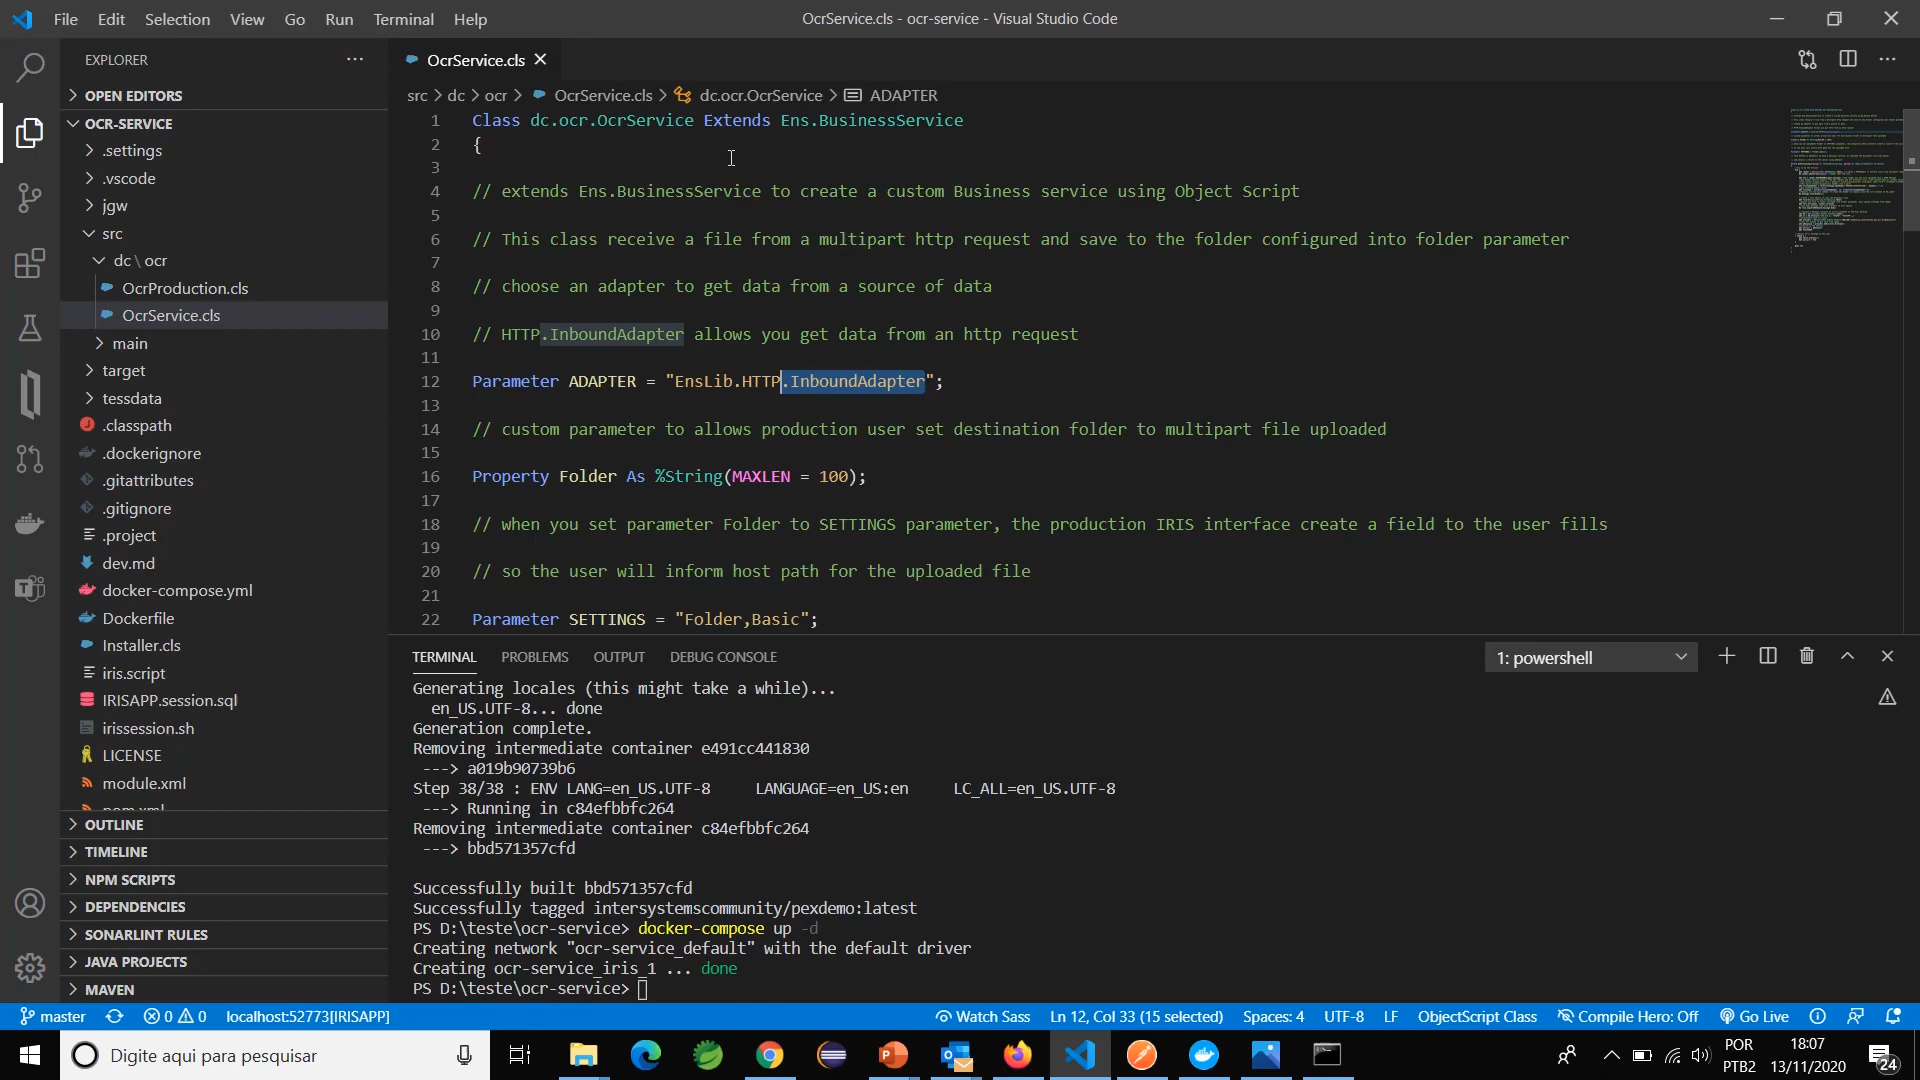 File Edit Selection View Go Run Terminal Help
OcrService.cls - ocr-service - Visual Studio Code
EXPLORER
OPEN EDITORS
OCR-SERVICE
.settings
.vscode
jgw
src
dc \ ocr
OcrProduction.cls
OcrService.cls
main
target
tessdata
.classpath
.dockerignore
.gitattributes
.gitignore
.project
dev.md
docker-compose.yml
Dockerfile
Installer.cls
iris.script
IRISAPP.session.sql
irissession.sh
LICENSE
module.xml
pom.xml
OUTLINE
TIMELINE
NPM SCRIPTS
DEPENDENCIES
SONARLINT RULES
JAVA PROJECTS
MAVEN
OcrService.cls
src > dc > ocr > OcrService.cls > dc.ocr.OcrService > ADAPTER
1 Class dc.ocr.OcrService Extends Ens.BusinessService
2 {
3
4 // extends Ens.BusinessService to create a custom Business service using Object Script
5
6 // This class receive a file from a multipart http request and save to the folder configured into folder parameter
7
8 // choose an adapter to get data from a source of data
9
10 // HTTP.InboundAdapter allows you get data from an http request
11
12 Parameter ADAPTER = "EnsLib.HTTP.InboundAdapter";
13
14 // custom parameter to allows production user set destination folder to multipart file uploaded
15
16 Property Folder As %String(MAXLEN = 100);
17
18 // when you set parameter Folder to SETTINGS parameter, the production IRIS interface create a field to the user fills
19
20 // so the user will inform host path for the uploaded file
21
22 Parameter SETTINGS = "Folder,Basic";
TERMINAL PROBLEMS OUTPUT DEBUG CONSOLE
1: powershell
Generating locales (this might take a while)...
en_US.UTF-8... done
Generation complete.
Removing intermediate container e491cc441830
---> a019b90739b6
Step 38/38 : ENV LANG=en_US.UTF-8 LANGUAGE=en_US:en LC_ALL=en_US.UTF-8
---> Running in c84efbbfc264
Removing intermediate container c84efbbfc264
---> bbd571357cfd
Successfully built bbd571357cfd
Successfully tagged intersystemscommunity/pexdemo:latest
PS D:\teste\ocr-service> docker-compose up -d
Creating network "ocr-service_default" with the default driver
Creating ocr-service_iris_1 ... done
PS D:\teste\ocr-service>
master 0 0 localhost:52773[IRISAPP] Watch Sass Ln 12, Col 33 (15 selected) Spaces: 4 UTF-8 LF ObjectScript Class Compile Hero: Off Go Live
Digite aqui para pesquisar
POR
PTB2
18:07
13/11/2020
24